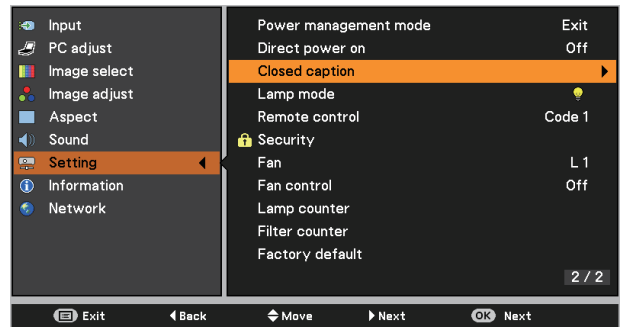 Input
PC adjust
Image select
Image adjust
Aspect
Sound
Setting
Information
Network
Power management mode Exit
Direct power on Off
Closed caption
Lamp mode
Remote control Code 1
Security
Fan L 1
Fan control Off
Lamp counter
Filter counter
Factory default
2 / 2
Exit Back Move Next OK Next